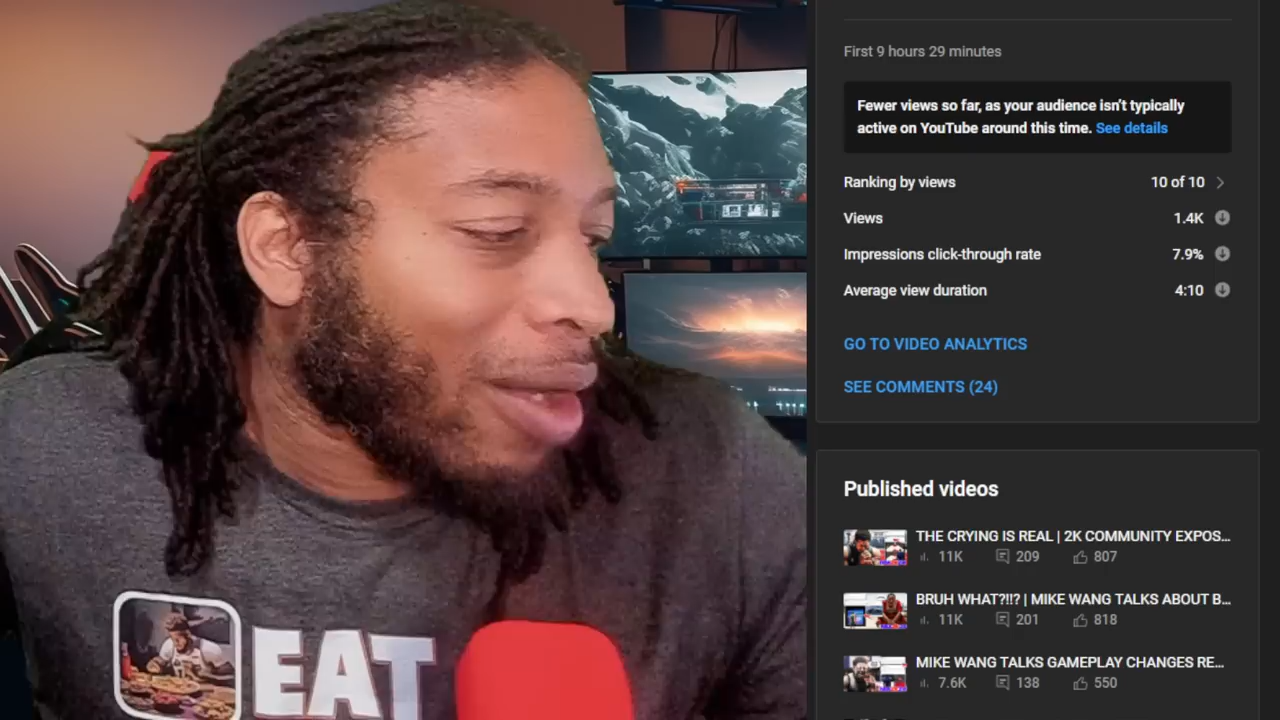 First 9 hours 29 minutes
Fewer views so far, as your audience isn't typically
active on YouTube around this time. See details
Ranking by views 10 of 10
Views 1.4K
Impressions click-through rate 7.9%
Average view duration 4:10
GO TO VIDEO ANALYTICS
SEE COMMENTS (24)
Published videos
THE CRYING IS REAL | 2K COMMUNITY EXPOS...
11K 209 807
BRUH WHAT?!!? | MIKE WANG TALKS ABOUT B...
11K 201 818
MIKE WANG TALKS GAMEPLAY CHANGES RE...
7.6K 138 550
EAT